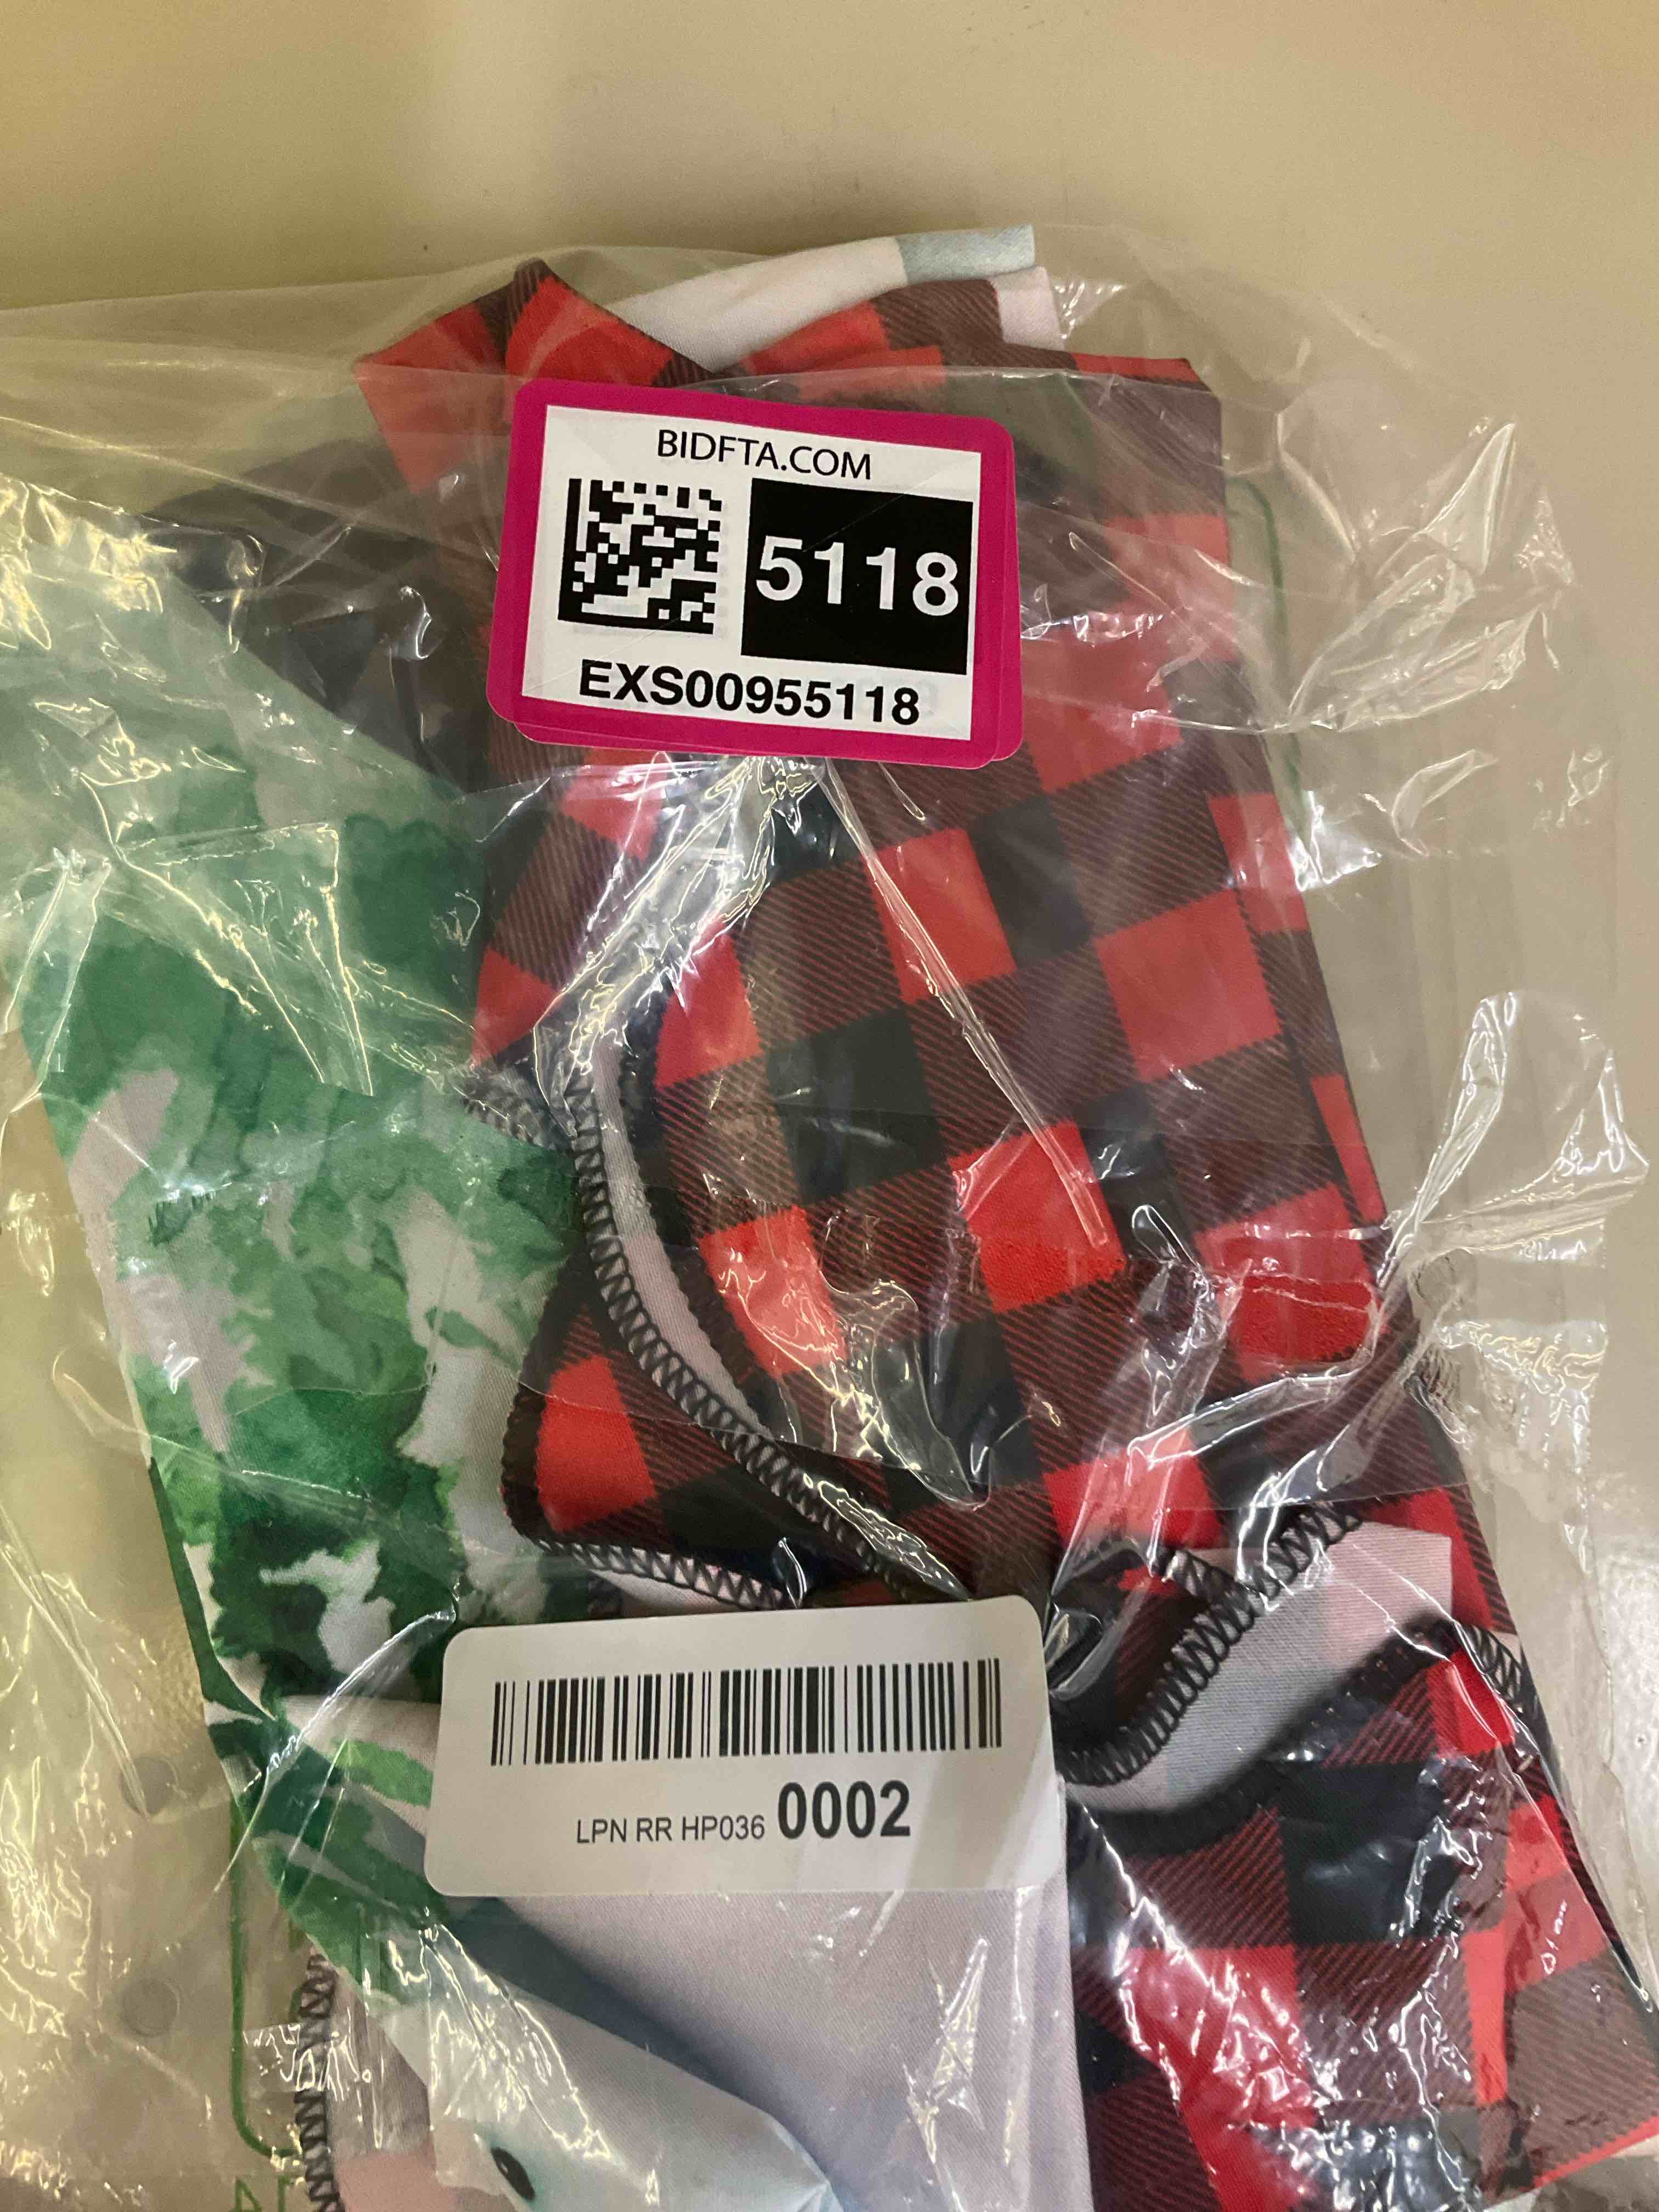 BIDFTA.COM
5118
EXS00955118
LPN RR HP036 0002